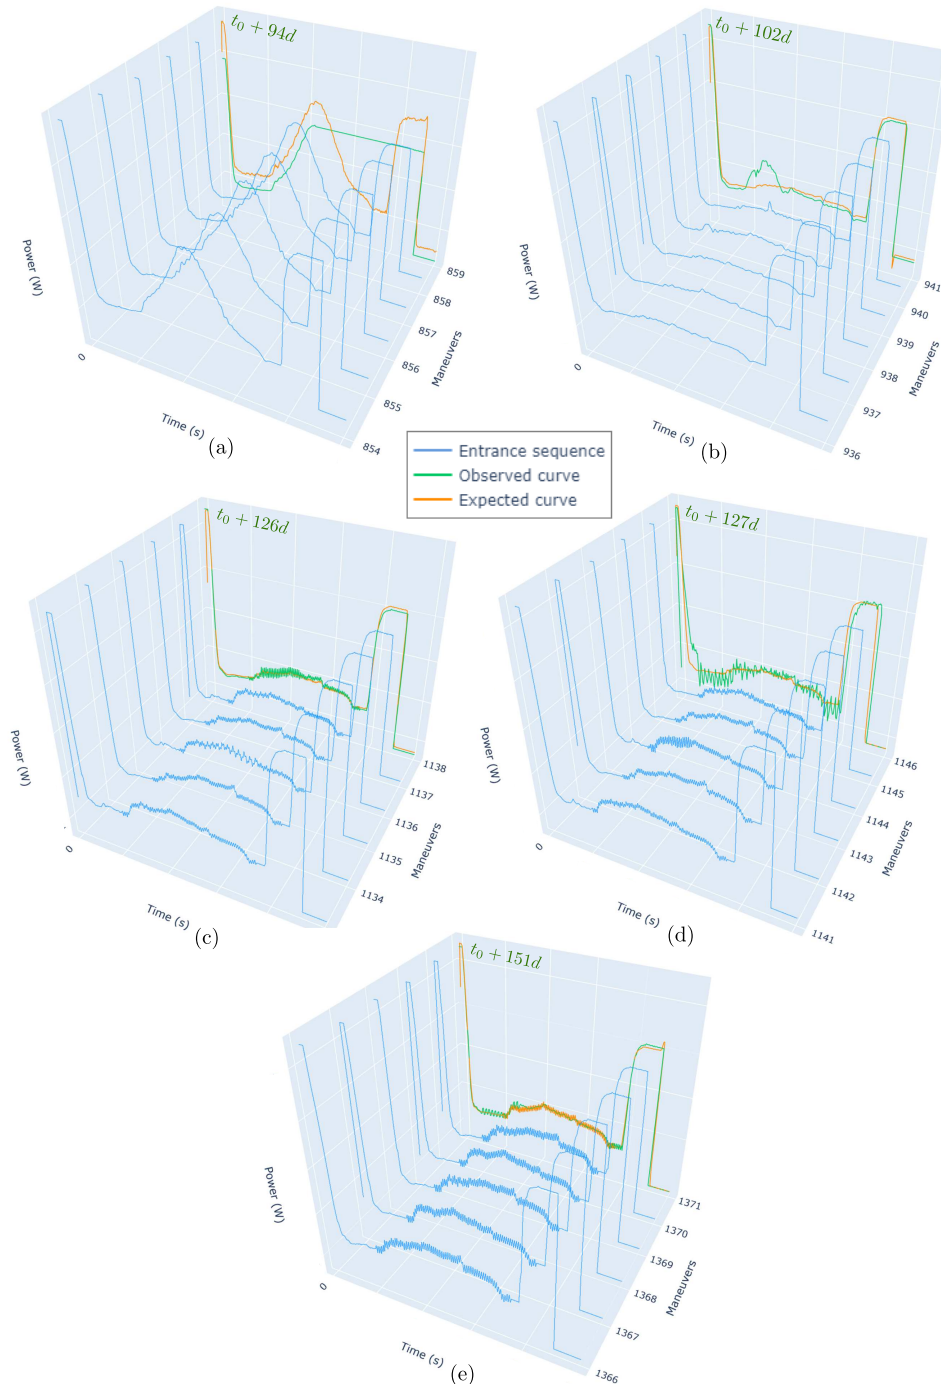 t₀ + 94d
Power (W)
0
Time (s)
859
858
857
856
855
854
Maneuvers
(a)
t₀ + 102d
Power (W)
0
Time (s)
941
940
939
938
937
936
Maneuvers
(b)
Entrance sequence
Observed curve
Expected curve
t₀ + 126d
Power (W)
0
Time (s)
1138
1137
1136
1135
1134
Maneuvers
(c)
t₀ + 127d
Power (W)
0
Time (s)
1146
1145
1144
1143
1142
1141
Maneuvers
(d)
t₀ + 151d
Power (W)
0
Time (s)
1371
1370
1369
1368
1367
1366
Maneuvers
(e)